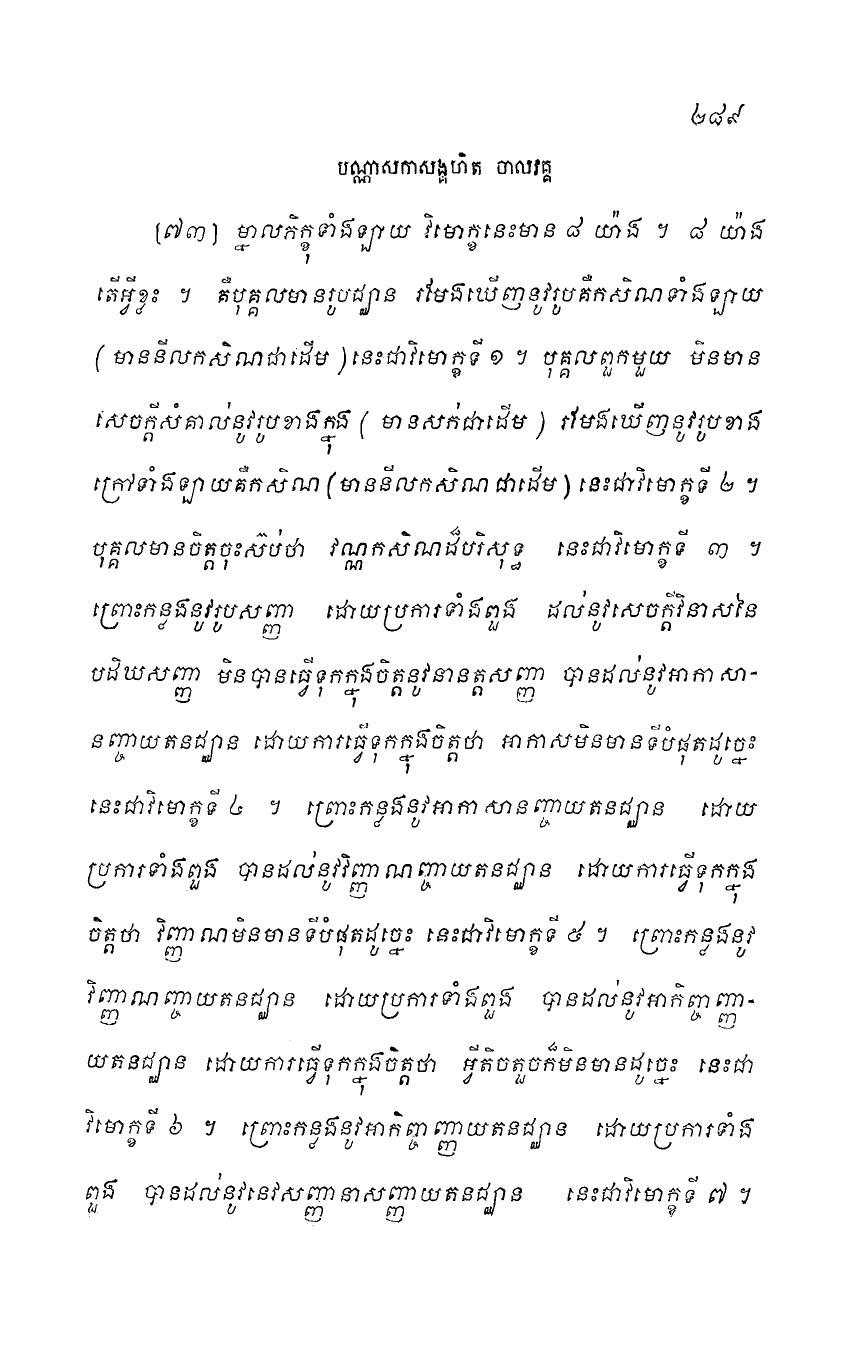 ២៨៩
បណ្ណាសកាសង្គហិត ចាលវគ្គ
(៧៣) ម្នាលភិក្ខុទាំងឡាយ វិមោក្ខនេះមាន ៨ យ៉ាង ។ ៨ យ៉ាង
តើអ្វីខ្លះ ។ គឺបុគ្គលមានរូបជ្ឈាន រមែងឃើញនូវរូបគឺកសិណទាំងឡាយ
(មាននីលកសិណជាដើម) នេះជាវិមោក្ខទី ១ ។ បុគ្គលពួកមួយ មិនមាន
សេចក្តីសំគាល់នូវរូបខាងក្នុង (មានសក់ជាដើម) រមែងឃើញនូវរូបខាង
ក្រៅទាំងឡាយគឺកសិណ (មាននីលកសិណជាដើម) នេះជាវិមោក្ខទី ២ ។
បុគ្គលមានចិត្តចុះស៊ប់ថា វណ្ណកសិណដ៏បរិសុទ្ធ នេះជាវិមោក្ខទី ៣ ។
ព្រោះកន្លងនូវរូបសញ្ញា ដោយប្រការទាំងពួង ដល់នូវសេចក្តីវិនាសនៃ
បដិឃសញ្ញា មិនបានធ្វើទុកក្នុងចិត្តនូវនានត្តសញ្ញា បានដល់នូវអាកាសា-
នញ្ចាយតនជ្ឈាន ដោយការធ្វើទុកក្នុងចិត្តថា អាកាសមិនមានទីបំផុតដូច្នេះ
នេះជាវិមោក្ខទី ៤ ។ ព្រោះកន្លងនូវអាកាសានញ្ចាយតនជ្ឈាន ដោយ
ប្រការទាំងពួង បានដល់នូវវិញ្ញាណញ្ចាយតនជ្ឈាន ដោយការធ្វើទុកក្នុង
ចិត្តថា វិញ្ញាណមិនមានទីបំផុតដូច្នេះ នេះជាវិមោក្ខទី ៥ ។ ព្រោះកន្លងនូវ
វិញ្ញាណញ្ចាយតនជ្ឈាន ដោយប្រការទាំងពួង បានដល់នូវអាកិញ្ចញ្ញា-
យតនជ្ឈាន ដោយការធ្វើទុកក្នុងចិត្តថា អ្វីតិចតួចក៏មិនមានដូច្នេះ នេះជា
វិមោក្ខទី ៦ ។ ព្រោះកន្លងនូវអាកិញ្ចញ្ញាយតនជ្ឈាន ដោយប្រការទាំង
ពួង បានដល់នូវនេវសញ្ញានាសញ្ញាយតនជ្ឈាន នេះជាវិមោក្ខទី ៧ ។